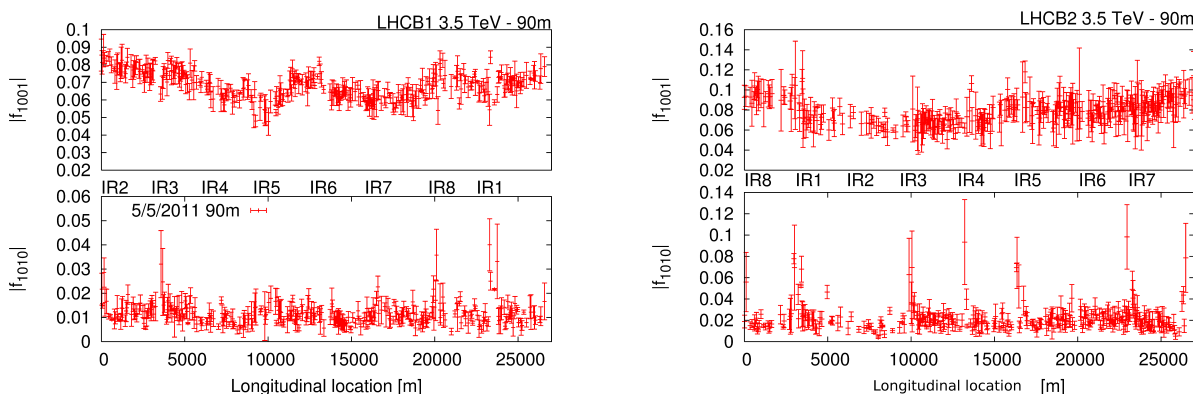 LHCB1 3.5 TeV - 90m
|f1001|
0.1
0.09
0.08
0.07
0.06
0.05
0.04
0.03
0.02
IR2 IR3 IR4 IR5 IR6 IR7 IR8 IR1
5/5/2011 90m
|f1010|
0.06
0.05
0.04
0.03
0.02
0.01
0
0 5000 10000 15000 20000 25000
Longitudinal location [m]
LHCB2 3.5 TeV - 90m
|f1001|
0.16
0.14
0.12
0.1
0.08
0.06
0.04
0.02
IR8 IR1 IR2 IR3 IR4 IR5 IR6 IR7
|f1010|
0.14
0.12
0.1
0.08
0.06
0.04
0.02
0
0 5000 10000 15000 20000 25000
Longitudinal location [m]